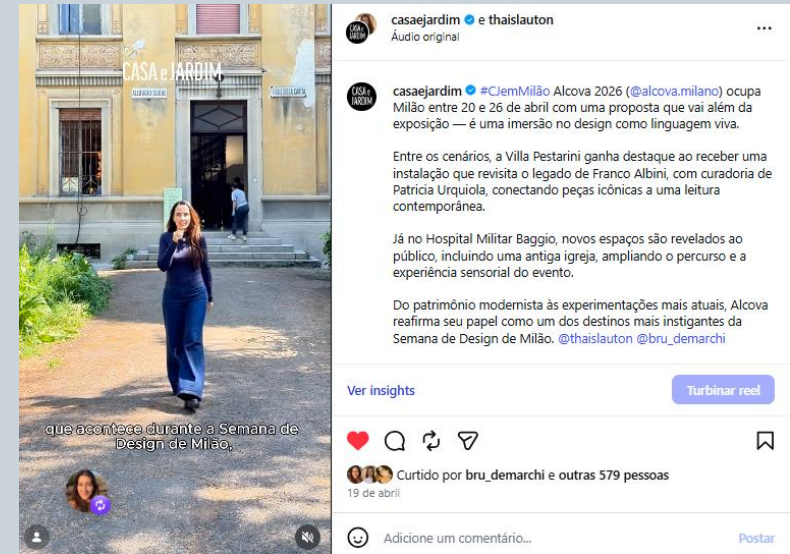 CASA e JARDIM
que acontece durante a Semana de
Design de Milão,
CASA e
JARDIM
casaejardim e thaislauton
Áudio original
CASA e
JARDIM
casaejardim #CJemMilão Alcova 2026 (@alcova.milano) ocupa
Milão entre 20 e 26 de abril com uma proposta que vai além da
exposição — é uma imersão no design como linguagem viva.
Entre os cenários, a Villa Pestarini ganha destaque ao receber uma
instalação que revisita o legado de Franco Albini, com curadoria de
Patricia Urquiola, conectando peças icônicas a uma leitura
contemporânea.
Já no Hospital Militar Baggio, novos espaços são revelados ao
público, incluindo uma antiga igreja, ampliando o percurso e a
experiência sensorial do evento.
Do patrimônio modernista às experimentações mais atuais, Alcova
reafirma seu papel como um dos destinos mais instigantes da
Semana de Design de Milão. @thaislauton @bru_demarchi
Ver insights
Turbinar reel
Curtido por bru_demarchi e outras 579 pessoas
19 de abril
Adicione um comentário...
Postar